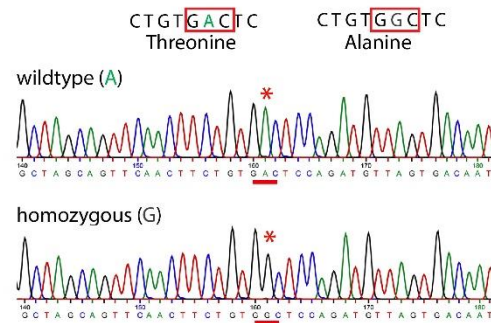 CTGTGACTC CTGTGGCTC
Threonine Alanine
wildtype (A)
*
140 150 160 170 180
GCTAGCAGTTCAACTTCTGTGACTCCAGATGTTAGTGACAAT
homozygous (G)
*
140 150 160 170 180
GCTAGCAGTTCAACTTCTGTGGCTCCAGATGTTAGTGACAAT